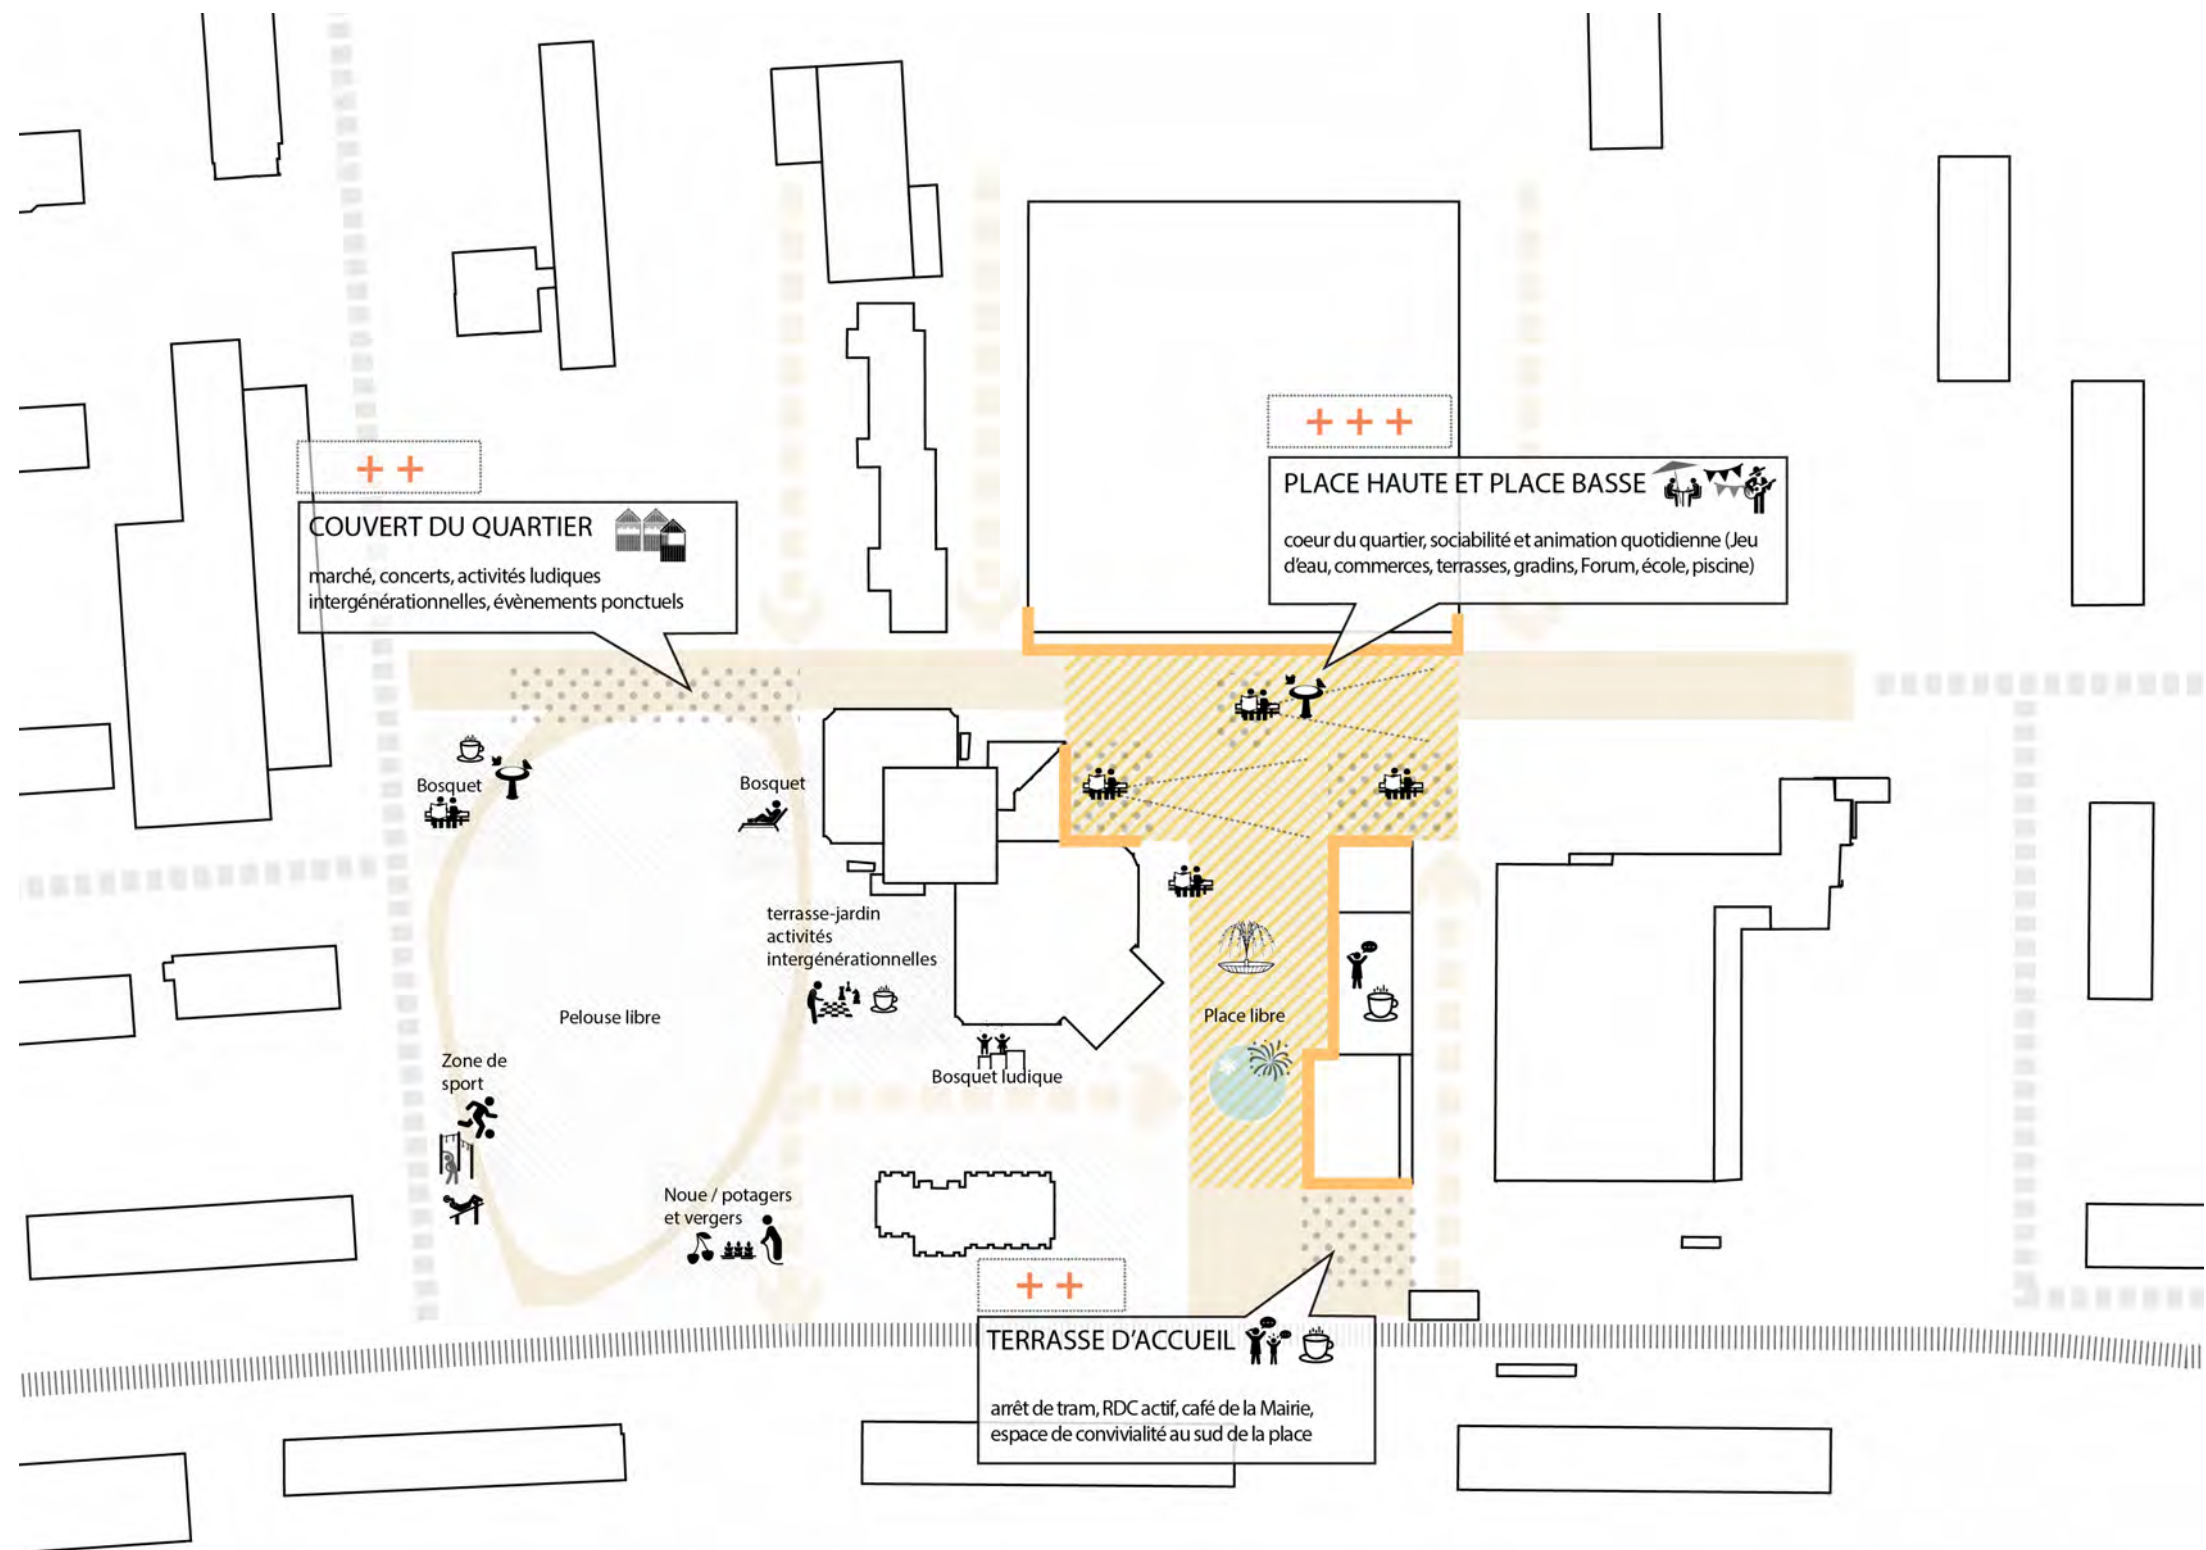 + + +
PLACE HAUTE ET PLACE BASSE
coeur du quartier, sociabilité et animation quotidienne (Jeu
d'eau, commerces, terrasses, gradins, Forum, école, piscine)
+ +
COUVERT DU QUARTIER
marché, concerts, activités ludiques
intergénérationnelles, évènements ponctuels
Bosquet
Bosquet
terrasse-jardin
activités
intergénérationnelles
Pelouse libre
Place libre
Zone de
sport
Bosquet ludique
Noue / potagers
et vergers
+ +
TERRASSE D'ACCUEIL
arrêt de tram, RDC actif, café de la Mairie,
espace de convivialité au sud de la place